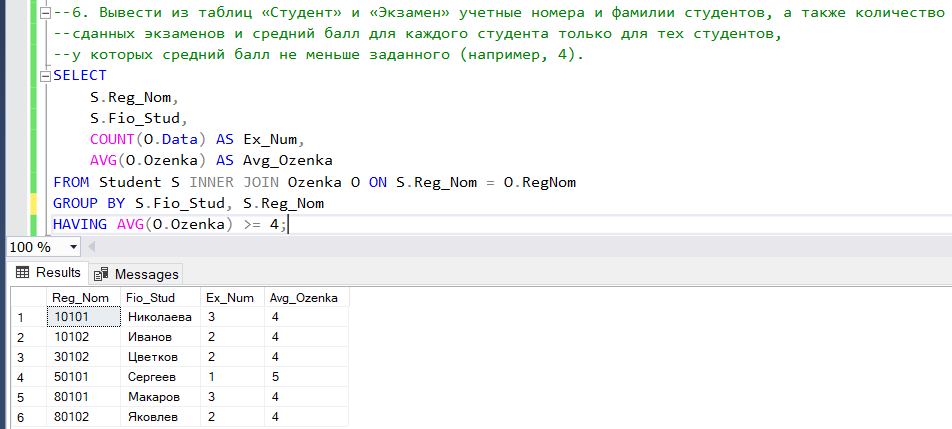 --6. Вывести из таблиц «Студент» и «Экзамен» учетные номера и фамилии студентов, а также количество
--сданных экзаменов и средний балл для каждого студента только для тех студентов,
--у которых средний балл не меньше заданного (например, 4).
SELECT
S.Reg_Nom,
S.Fio_Stud,
COUNT(O.Data) AS Ex_Num,
AVG(O.Ozenka) AS Avg_Ozenka
FROM Student S INNER JOIN Ozenka O ON S.Reg_Nom = O.RegNom
GROUP BY S.Fio_Stud, S.Reg_Nom
HAVING AVG(O.Ozenka) >= 4;
100 %
Results Messages
Reg_Nom Fio_Stud Ex_Num Avg_Ozenka
1 10101 Николаева 3 4
2 10102 Иванов 2 4
3 30102 Цветков 2 4
4 50101 Сергеев 1 5
5 80101 Макаров 3 4
6 80102 Яковлев 2 4